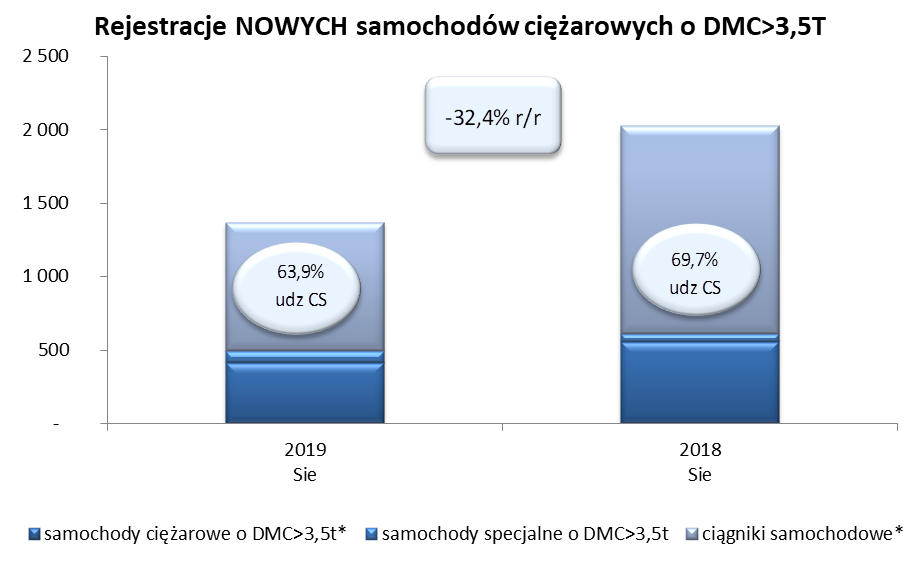 Rejestracje NOWYCH samochodów ciężarowych o DMC>3,5T
2 500
2 000
1 500
1 000
500
-
-32,4% r/r
63,9%
udz CS
69,7%
udz CS
2019
Sie
2018
Sie
samochody ciężarowe o DMC>3,5t*
samochody specjalne o DMC>3,5t
ciągniki samochodowe*